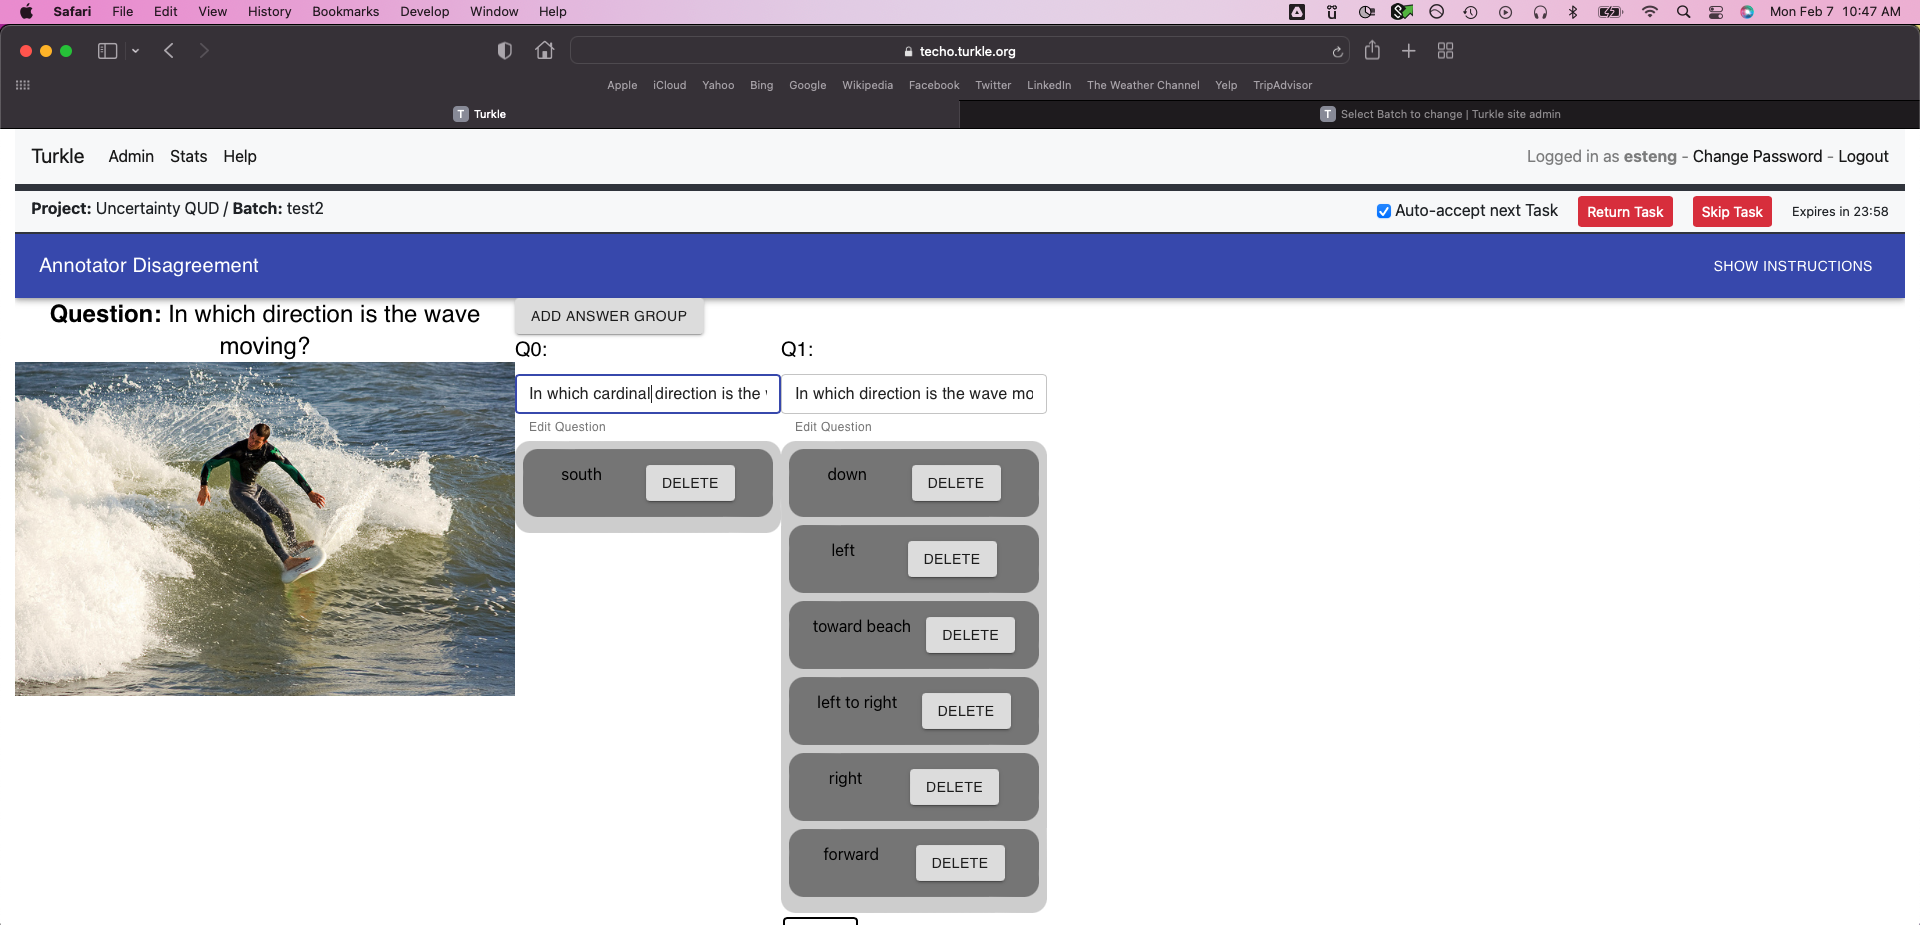 Safari File Edit View History Bookmarks Develop Window Help Mon Feb 7 10:47 AM
techo.turkle.org
Apple iCloud Yahoo Bing Google Wikipedia Facebook Twitter LinkedIn The Weather Channel Yelp TripAdvisor
T Turkle T Select Batch to change | Turkle site admin
Turkle Admin Stats Help Logged in as esteng - Change Password - Logout
Project: Uncertainty QUD / Batch: test2 Auto-accept next Task Return Task Skip Task Expires in 23:58
Annotator Disagreement SHOW INSTRUCTIONS
Question: In which direction is the wave
moving?
ADD ANSWER GROUP
Q0: Q1:
In which cardinal direction is the In which direction is the wave mo
Edit Question Edit Question
south DELETE down DELETE
left DELETE
toward beach DELETE
left to right DELETE
right DELETE
forward DELETE